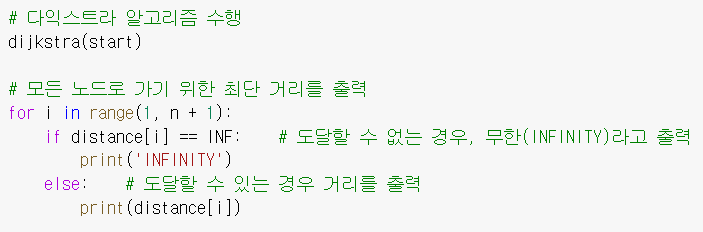 # 다익스트라 알고리즘 수행
dijkstra(start)
# 모든 노드로 가기 위한 최단 거리를 출력
for i in range(1, n + 1):
    if distance[i] == INF:    # 도달할 수 없는 경우, 무한(INFINITY)라고 출력
        print('INFINITY')
    else:    # 도달할 수 있는 경우 거리를 출력
        print(distance[i])